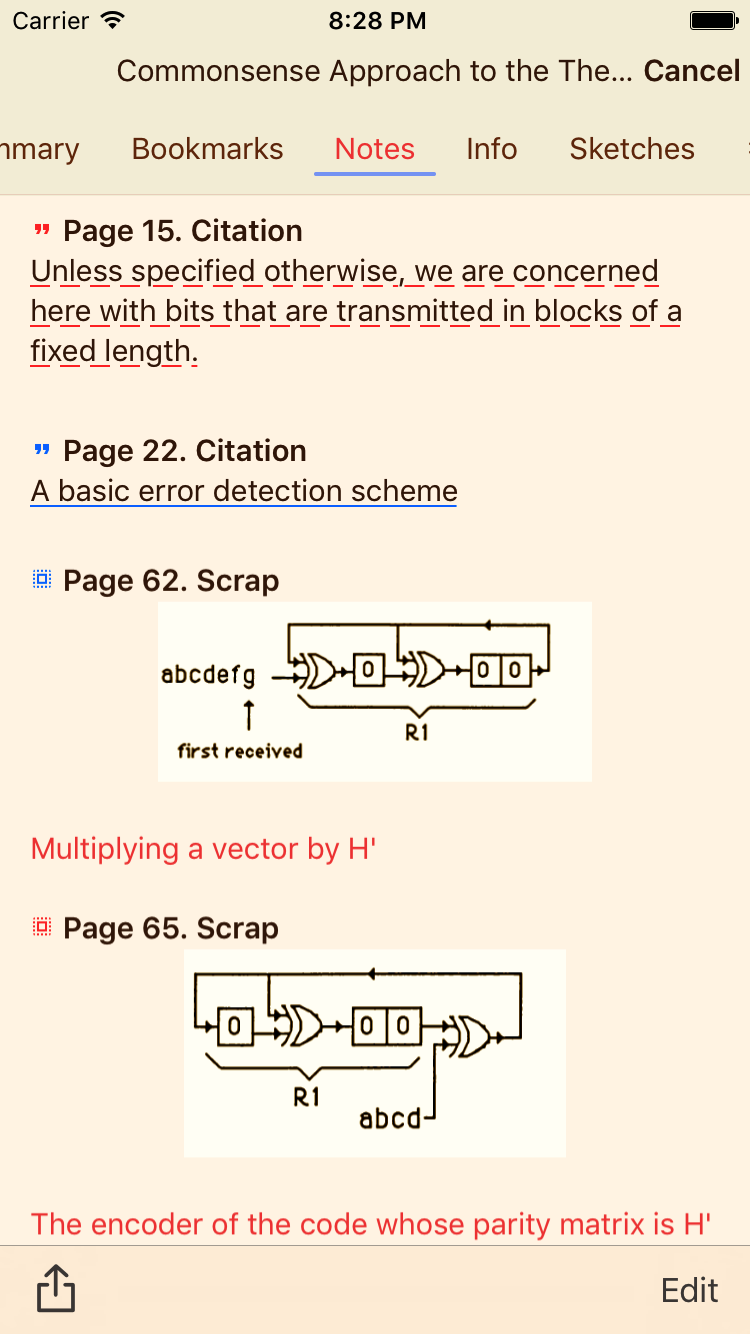 Carrier 8:28 PM
Commonsense Approach to the The... Cancel
mmary Bookmarks Notes Info Sketches
" Page 15. Citation
Unless specified otherwise, we are concerned
here with bits that are transmitted in blocks of a
fixed length.
" Page 22. Citation
A basic error detection scheme
Page 62. Scrap
abcdefg 0 0 0
R1
first received
Multiplying a vector by H'
Page 65. Scrap
0 0 0
R1
abcd
The encoder of the code whose parity matrix is H'
Edit